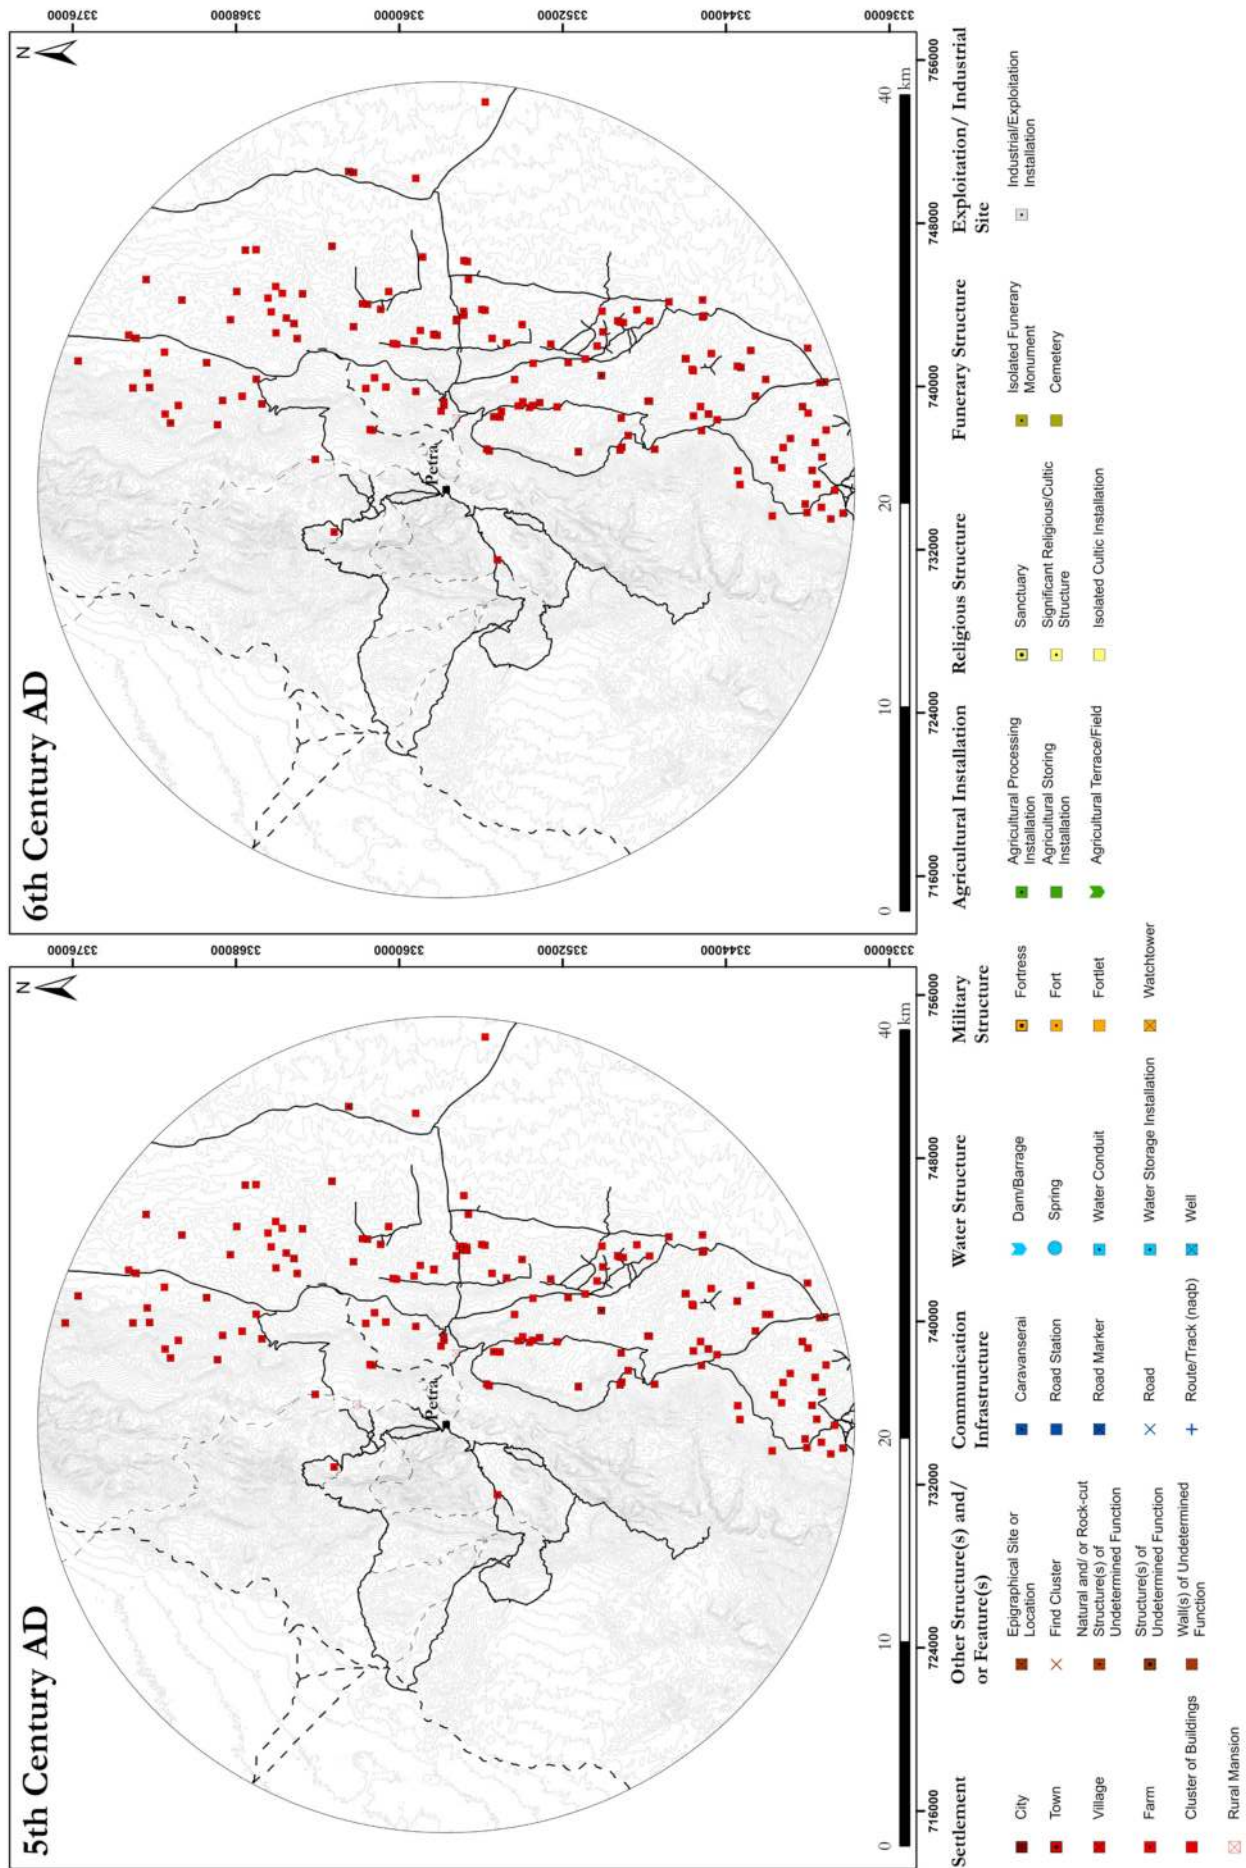 5th Century AD
N
3376000
3368000
3360000
3352000
3344000
3336000
Petra
716000
724000
732000
740000
748000
756000
0
10
20
40
km
6th Century AD
N
3376000
3368000
3360000
3352000
3344000
3336000
Petra
716000
724000
732000
740000
748000
756000
0
10
20
40
km
Settlement
City
Town
Village
Farm
Cluster of Buildings
Rural Mansion
Other Structure(s) and/
or Feature(s)
Epigraphical Site or
Location
Find Cluster
Natural and/ or Rock-cut
Structure(s) of
Undetermined Function
Structure(s) of
Undetermined Function
Wall(s) of Undetermined
Function
Communication
Infrastructure
Caravanserai
Road Station
Road Marker
Road
Route/Track (naqb)
Water Structure
Dam/Barrage
Spring
Water Conduit
Water Storage Installation
Well
Military
Structure
Fortress
Fort
Fortlet
Watchtower
Agricultural Installation
Agricultural Processing
Installation
Agricultural Storing
Installation
Agricultural Terrace/Field
Religious Structure
Sanctuary
Significant Religious/Cultic
Structure
Isolated Cultic Installation
Funerary Structure
Isolated Funerary
Monument
Cemetery
Exploitation/ Industrial
Site
Industrial/Exploitation
Installation